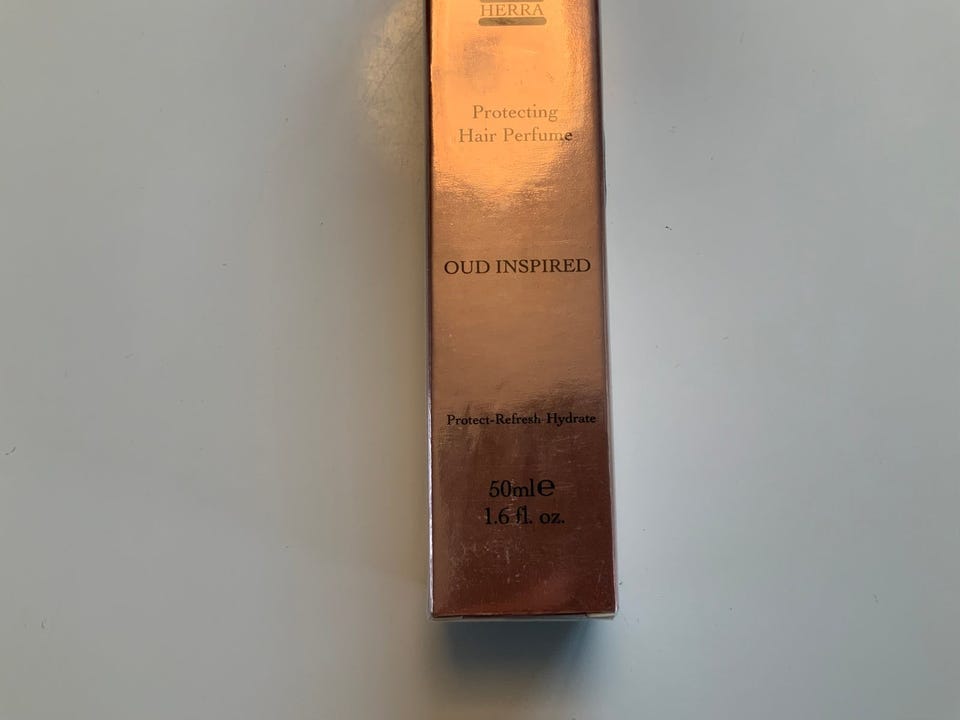 HERRA
Protecting
Hair Perfume
OUD INSPIRED
Protect-Refresh-Hydrate
50ml℮
1.6 fl. oz.